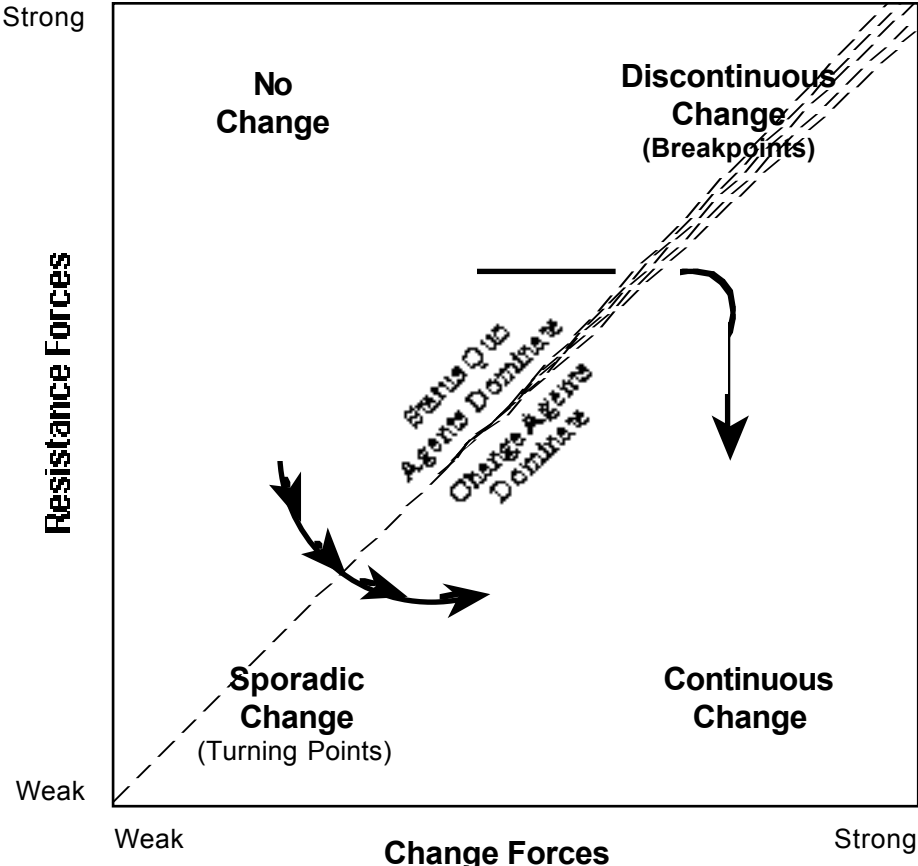 Strong
No
Change
Discontinuous
Change
(Breakpoints)
Resistance Forces
Status Quo
Agents Dominate
Change Agents
Dominate
Sporadic
Change
(Turning Points)
Continuous
Change
Weak
Weak
Change Forces
Strong